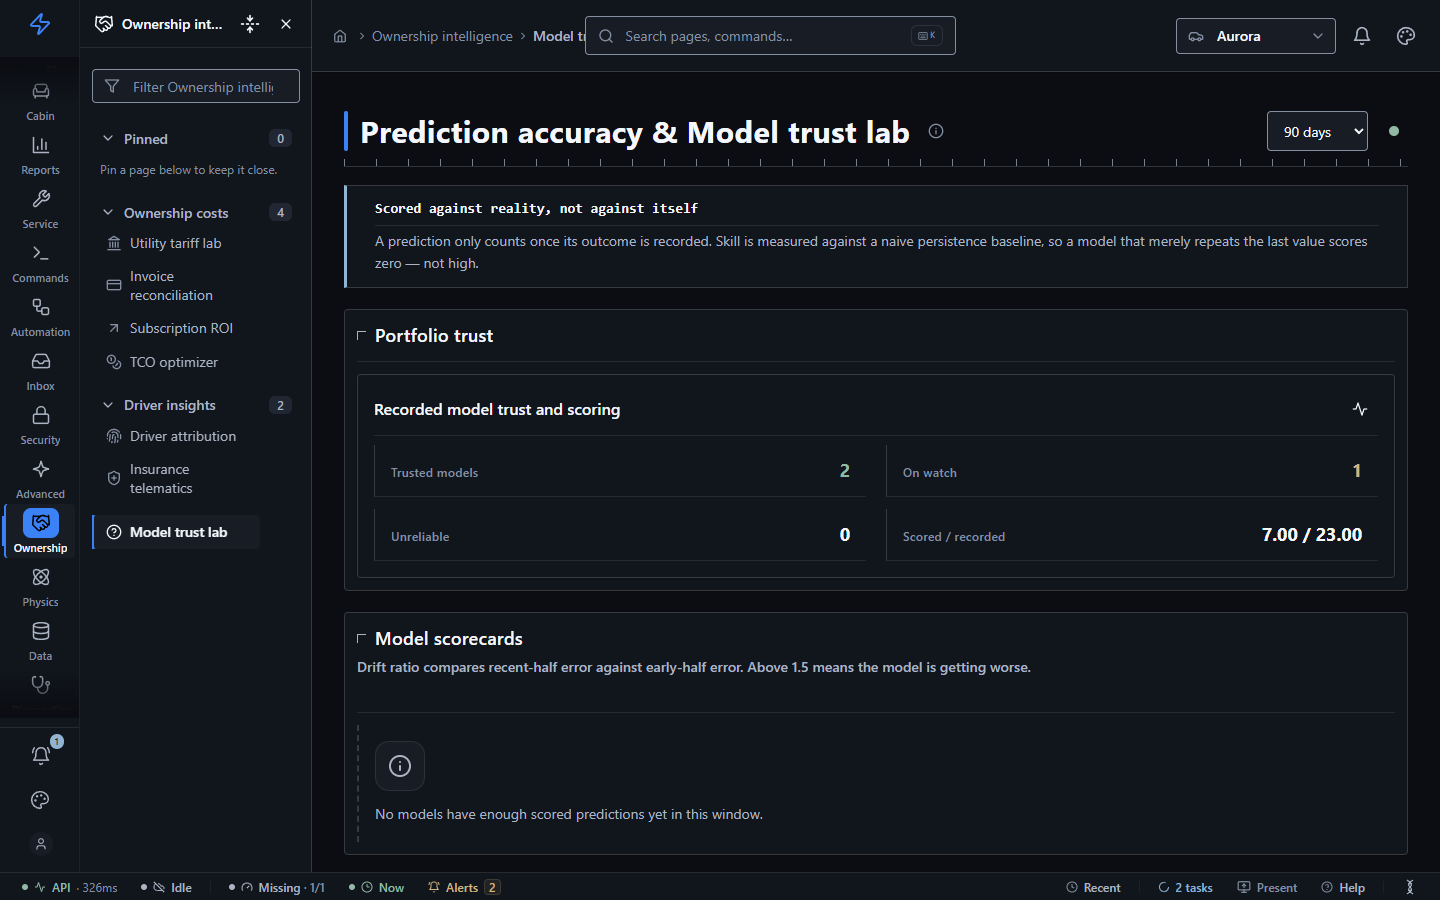 Ownership int...
Ownership intelligence
Model tr
Search pages, commands...
K
Aurora
Cabin
Reports
Service
Commands
Automation
Inbox
Security
Advanced
Ownership
Physics
Data
1
Filter Ownership intelli
Pinned
0
Pin a page below to keep it close.
Ownership costs
4
Utility tariff lab
Invoice
reconciliation
Subscription ROI
TCO optimizer
Driver insights
2
Driver attribution
Insurance
telematics
Model trust lab
Prediction accuracy & Model trust lab
90 days
Scored against reality, not against itself
A prediction only counts once its outcome is recorded. Skill is measured against a naive persistence baseline, so a model that merely repeats the last value scores
zero — not high.
Portfolio trust
Recorded model trust and scoring
Trusted models
2
On watch
1
Unreliable
0
Scored / recorded
7.00 / 23.00
Model scorecards
Drift ratio compares recent-half error against early-half error. Above 1.5 means the model is getting worse.
No models have enough scored predictions yet in this window.
API · 326ms
Idle
Missing · 1/1
Now
Alerts 2
Recent
2 tasks
Present
Help